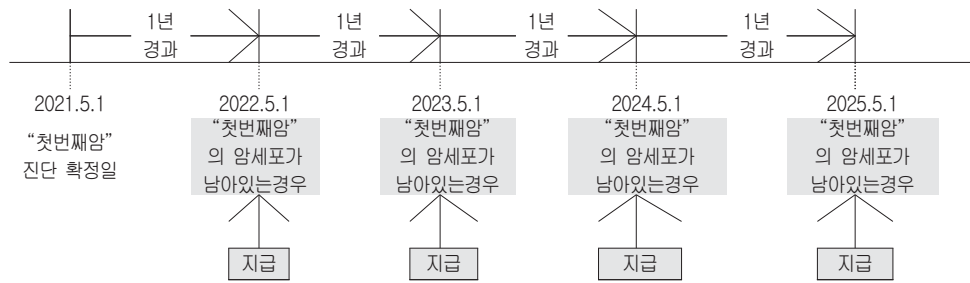 1년
경과
1년
경과
1년
경과
1년
경과
2021.5.1
“첫번째암”
진단 확정일
2022.5.1
“첫번째암”
의 암세포가
남아있는경우
2023.5.1
“첫번째암”
의 암세포가
남아있는경우
2024.5.1
“첫번째암”
의 암세포가
남아있는경우
2025.5.1
“첫번째암”
의 암세포가
남아있는경우
지급
지급
지급
지급